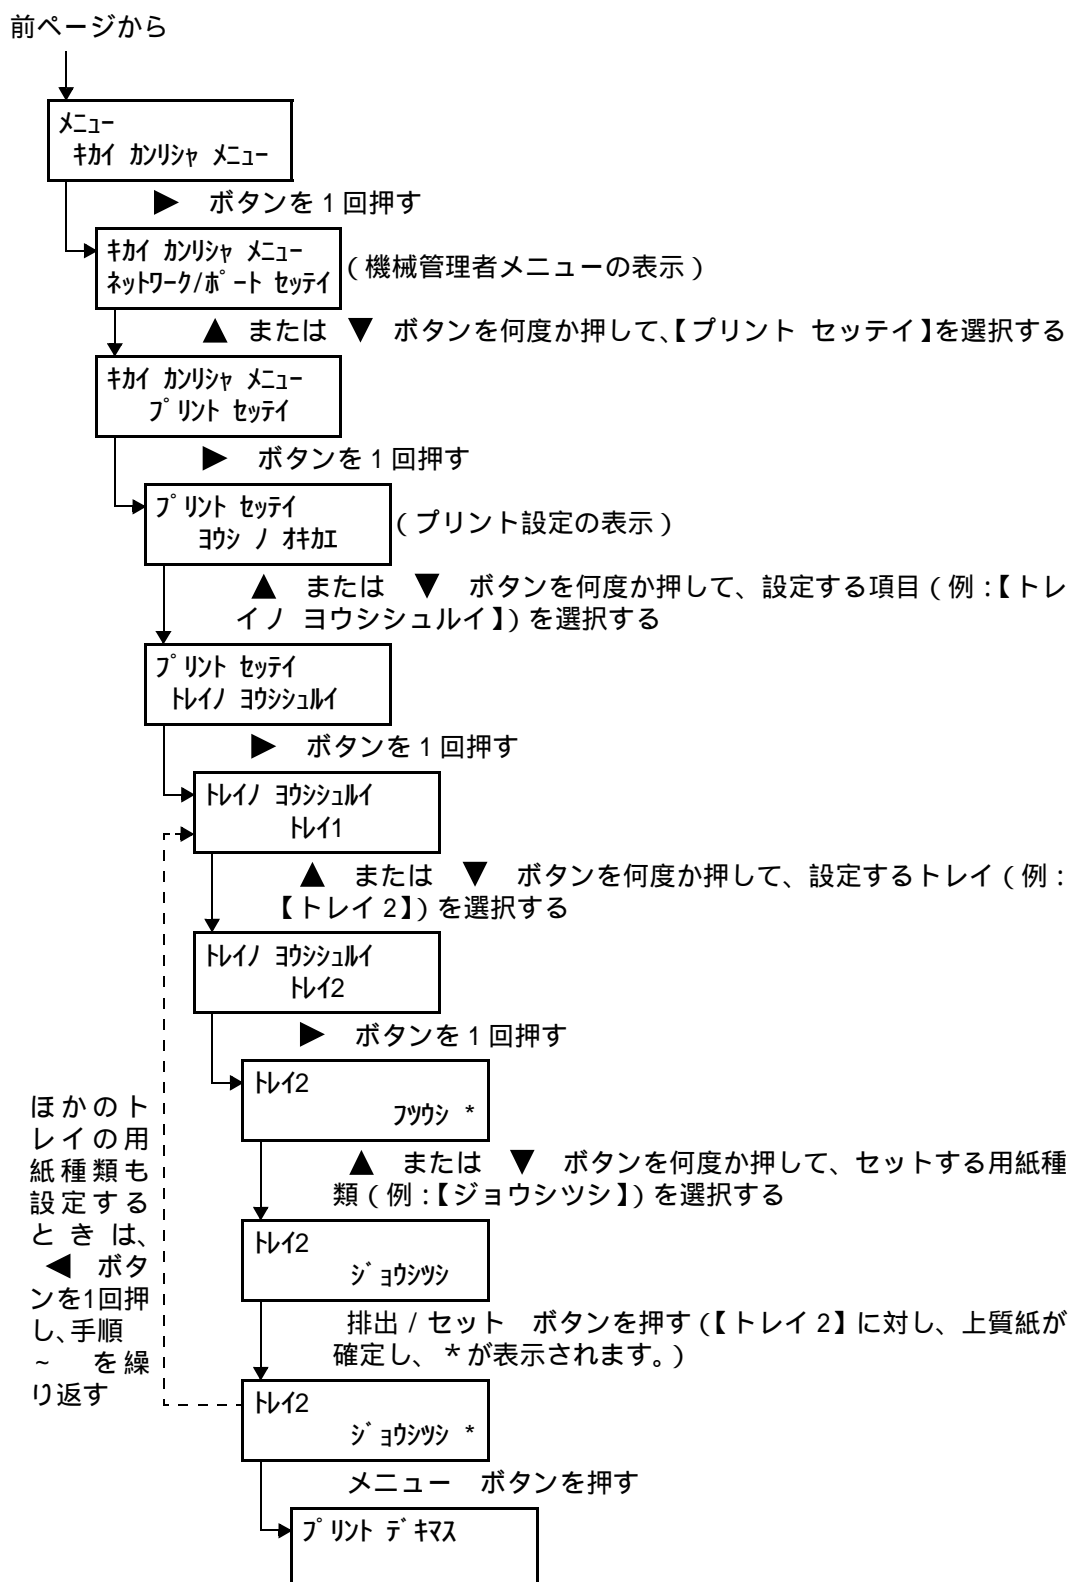 前ページから
ﾒﾆｭｰ
ｷｶｲ ｶﾝﾘｼｬ ﾒﾆｭｰ
▶ ボタンを1回押す
ｷｶｲ ｶﾝﾘｼｬ ﾒﾆｭｰ
ﾈｯﾄﾜｰｸ/ﾎﾟｰﾄ ｾｯﾃｲ
(機械管理者メニューの表示)
▲ または ▼ ボタンを何度か押して、【プリント セッテイ】を選択する
ｷｶｲ ｶﾝﾘｼｬ ﾒﾆｭｰ
ﾌﾟﾘﾝﾄ ｾｯﾃｲ
▶ ボタンを1回押す
ﾌﾟﾘﾝﾄ ｾｯﾃｲ
ﾖｳｼ ﾉ ｵｷｶｴ
(プリント設定の表示)
▲ または ▼ ボタンを何度か押して、設定する項目(例:【トレ
イノ ヨウシシュルイ】)を選択する
ﾌﾟﾘﾝﾄ ｾｯﾃｲ
ﾄﾚｲﾉ ﾖｳｼｼｭﾙｲ
▶ ボタンを1回押す
ﾄﾚｲﾉ ﾖｳｼｼｭﾙｲ
ﾄﾚｲ1
▲ または ▼ ボタンを何度か押して、設定するトレイ(例:
【トレイ2】)を選択する
ﾄﾚｲﾉ ﾖｳｼｼｭﾙｲ
ﾄﾚｲ2
▶ ボタンを1回押す
ﾄﾚｲ2
ﾌﾂｳｼ *
▲ または ▼ ボタンを何度か押して、セットする用紙種
類(例:【ジョウシツシ】)を選択する
ﾄﾚｲ2
ｼﾞｮｳｼﾂｼ
排出/セット ボタンを押す(【トレイ2】に対し、上質紙が
確定し、*が表示されます。)
ﾄﾚｲ2
ｼﾞｮｳｼﾂｼ *
メニュー ボタンを押す
ﾌﾟﾘﾝﾄ ﾃﾞｷﾏｽ
ほかのト
レイの用
紙種類も
設定する
ときは、
◀ ボタ
ンを1回押
し、手順
~ を繰
り返す